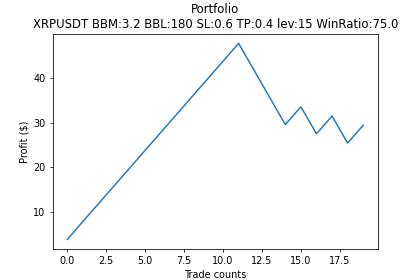 Portfolio
XRPUSDT BBM:3.2 BBL:180 SL:0.6 TP:0.4 lev:15 WinRatio:75.0
Profit ($)
40
30
20
10
0.0 2.5 5.0 7.5 10.0 12.5 15.0 17.5
Trade counts